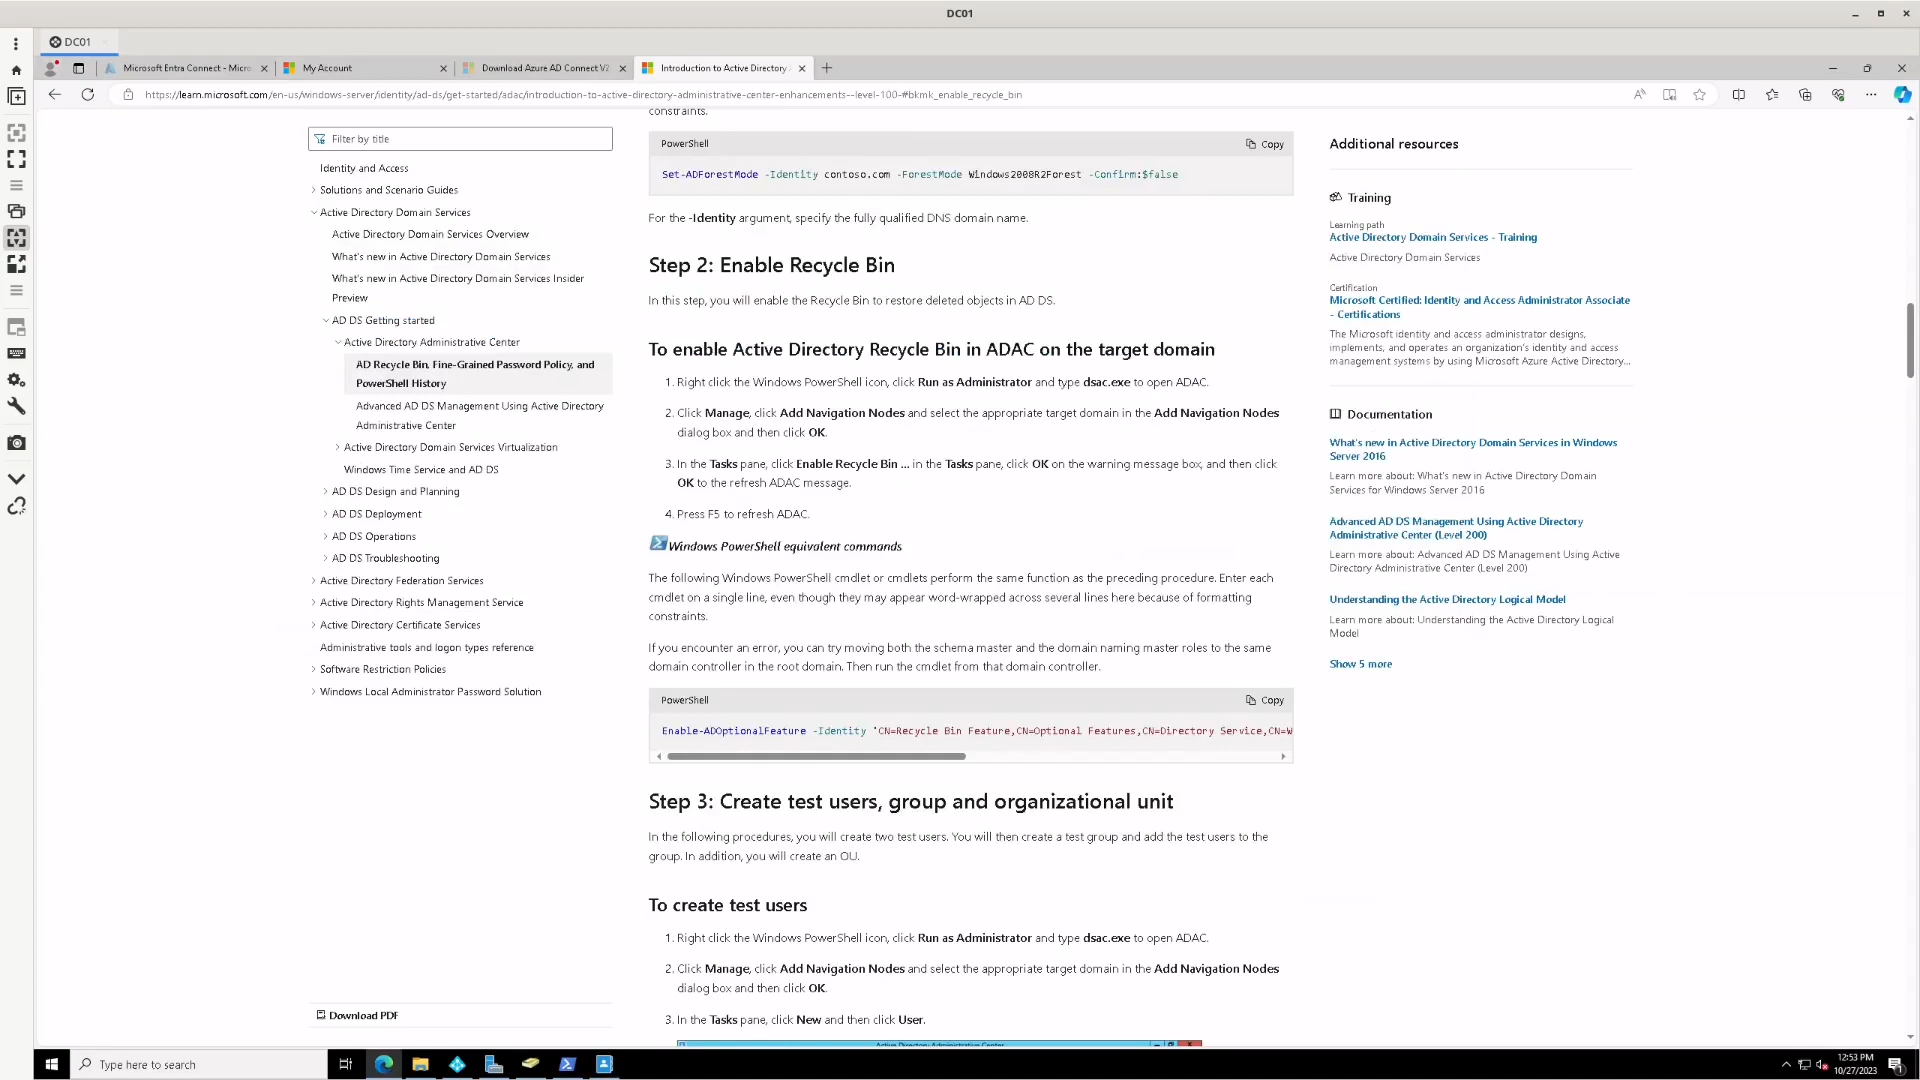 DC01
DC01
Microsoft Entra Connect - Micro
My Account
Download Azure AD Connect V2
Introduction to Active Directory
https://learn.microsoft.com/en-us/windows-server/identity/ad-ds/get-started/adac/introduction-to-active-directory-administrative-center-enhancements--level-100-#bkmk_enable_recycle_bin
Filter by title
Identity and Access
Solutions and Scenario Guides
Active Directory Domain Services
Active Directory Domain Services Overview
What's new in Active Directory Domain Services
What's new in Active Directory Domain Services Insider
Preview
AD DS Getting started
Active Directory Administrative Center
AD Recycle Bin, Fine-Grained Password Policy, and
PowerShell History
Advanced AD DS Management Using Active Directory
Administrative Center
Active Directory Domain Services Virtualization
Windows Time Service and AD DS
AD DS Design and Planning
AD DS Deployment
AD DS Operations
AD DS Troubleshooting
Active Directory Federation Services
Active Directory Rights Management Service
Active Directory Certificate Services
Administrative tools and logon types reference
Software Restriction Policies
Windows Local Administrator Password Solution
Download PDF
constraints.
PowerShell
Copy
Set-ADForestMode -Identity contoso.com -ForestMode Windows2008R2Forest -Confirm:$false
For the -Identity argument, specify the fully qualified DNS domain name.
Step 2: Enable Recycle Bin
In this step, you will enable the Recycle Bin to restore deleted objects in AD DS.
To enable Active Directory Recycle Bin in ADAC on the target domain
1. Right click the Windows PowerShell icon, click Run as Administrator and type dsac.exe to open ADAC.
2. Click Manage, click Add Navigation Nodes and select the appropriate target domain in the Add Navigation Nodes
dialog box and then click OK.
3. In the Tasks pane, click Enable Recycle Bin ... in the Tasks pane, click OK on the warning message box, and then click
OK to the refresh ADAC message.
4. Press F5 to refresh ADAC.
Windows PowerShell equivalent commands
The following Windows PowerShell cmdlet or cmdlets perform the same function as the preceding procedure. Enter each
cmdlet on a single line, even though they may appear word-wrapped across several lines here because of formatting
constraints.
If you encounter an error, you can try moving both the schema master and the domain naming master roles to the same
domain controller in the root domain. Then run the cmdlet from that domain controller.
PowerShell
Copy
Enable-ADOptionalFeature -Identity 'CN=Recycle Bin Feature,CN=Optional Features,CN=Directory Service,CN=W
Step 3: Create test users, group and organizational unit
In the following procedures, you will create two test users. You will then create a test group and add the test users to the
group. In addition, you will create an OU.
To create test users
1. Right click the Windows PowerShell icon, click Run as Administrator and type dsac.exe to open ADAC.
2. Click Manage, click Add Navigation Nodes and select the appropriate target domain in the Add Navigation Nodes
dialog box and then click OK.
3. In the Tasks pane, click New and then click User.
Active Directory Administrative Center
Additional resources
Training
Learning path
Active Directory Domain Services - Training
Active Directory Domain Services
Certification
Microsoft Certified: Identity and Access Administrator Associate
- Certifications
The Microsoft identity and access administrator designs,
implements, and operates an organization's identity and access
management systems by using Microsoft Azure Active Directory...
Documentation
What's new in Active Directory Domain Services in Windows
Server 2016
Learn more about: What's new in Active Directory Domain
Services for Windows Server 2016
Advanced AD DS Management Using Active Directory
Administrative Center (Level 200)
Learn more about: Advanced AD DS Management Using Active
Directory Administrative Center (Level 200)
Understanding the Active Directory Logical Model
Learn more about: Understanding the Active Directory Logical
Model
Show 5 more
Type here to search
12:53 PM
10/27/2023